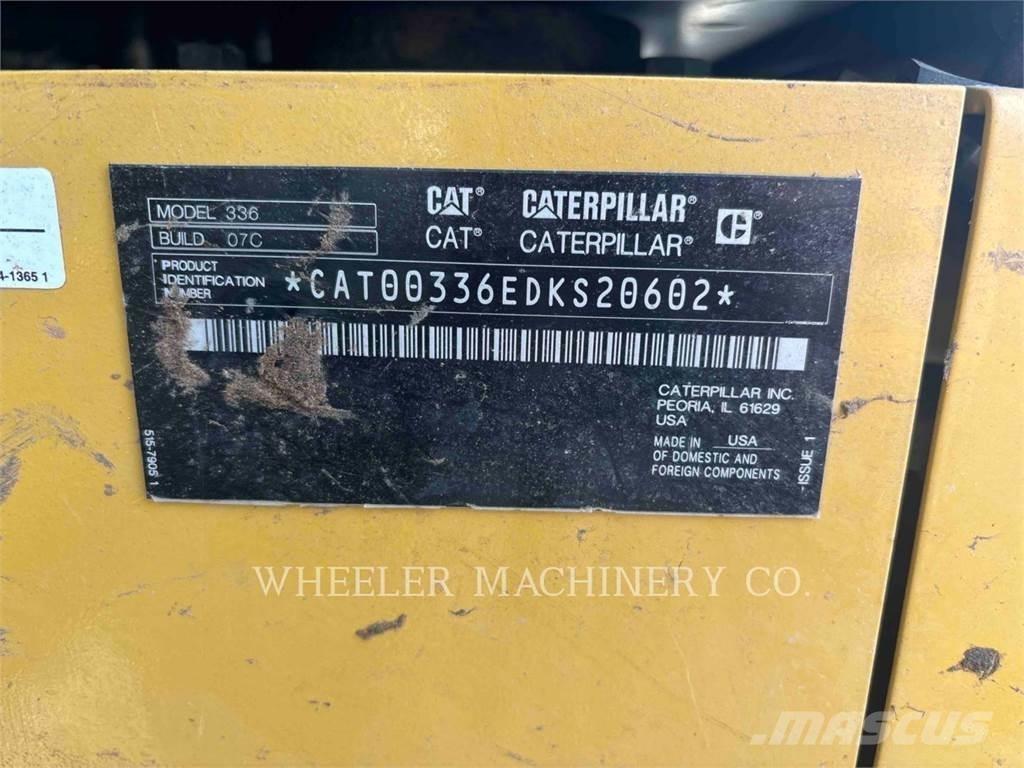 4-1365 1
MODEL 336
BUILD 07C
CAT® CATERPILLAR® C®
CAT® CATERPILLAR®
PRODUCT
IDENTIFICATION
NUMBER
*CAT00336EDKS20602*
CATERPILLAR INC.
PEORIA, IL 61629
USA
MADE IN USA
OF DOMESTIC AND
FOREIGN COMPONENTS
515-7905 1
ISSUE 1
WHEELER MACHINERY CO.
MASCUS